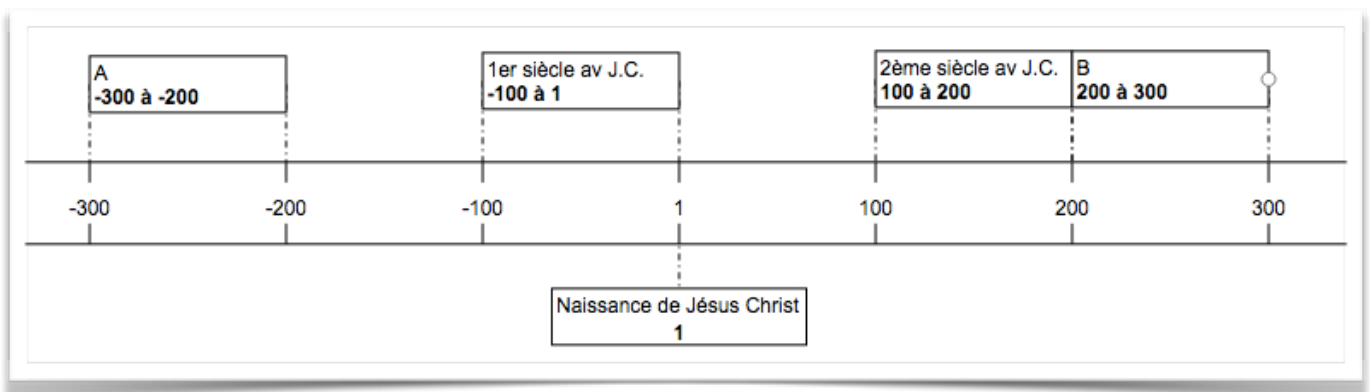 A
-300 à -200
1er siècle av J.C.
-100 à 1
2ème siècle av J.C.
100 à 200
B
200 à 300
-300 -200 -100 1 100 200 300
Naissance de Jésus Christ
1